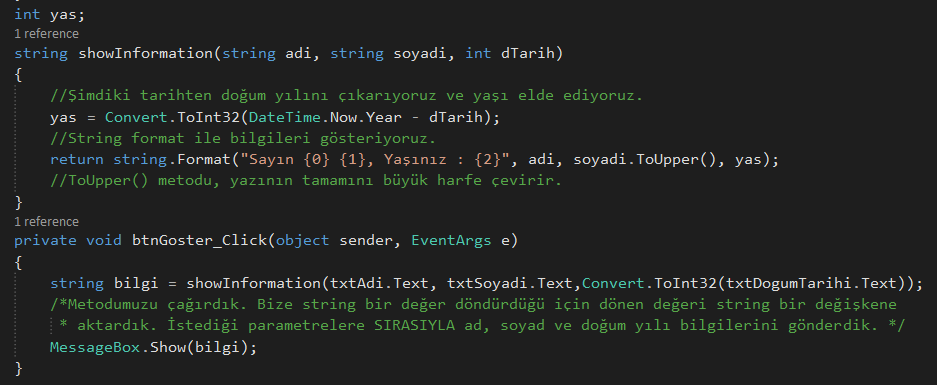 int yas;
1 reference
string showInformation(string adi, string soyadi, int dTarih)
{
//Şimdiki tarihten doğum yılını çıkarıyoruz ve yaşı elde ediyoruz.
yas = Convert.ToInt32(DateTime.Now.Year - dTarih);
//String format ile bilgileri gösteriyoruz.
return string.Format("Sayın {0} {1}, Yaşınız : {2}", adi, soyadi.ToUpper(), yas);
//ToUpper() metodu, yazının tamamını büyük harfe çevirir.
}
1 reference
private void btnGoster_Click(object sender, EventArgs e)
{
string bilgi = showInformation(txtAdi.Text, txtSoyadi.Text,Convert.ToInt32(txtDogumTarihi.Text));
/*Metodumuzu çağırdık. Bize string bir değer döndürdüğü için dönen değeri string bir değişkene
* aktardık. İstediği parametrelere SIRASIYLA ad, soyad ve doğum yılı bilgilerini gönderdik. */
MessageBox.Show(bilgi);
}